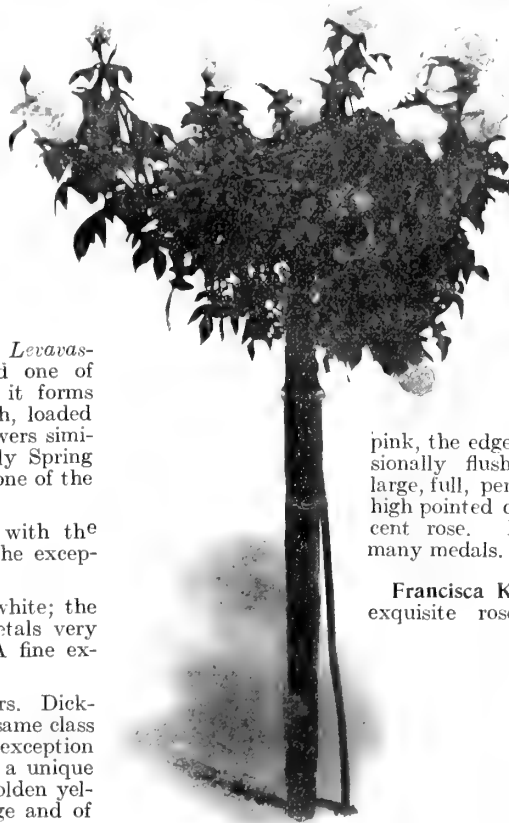 Levavas-
d one of
it forms
h, loaded
wers simi-
ly Spring
one of the
with the
he excep-
white; the
etals very
A fine ex-
rs. Dick-
same class
exception
a unique
olden yel-
ge and of
pink, the edge
sionally flush
large, full, per
high pointed c
cent rose.
many medals.
Francisca K
exquisite rose